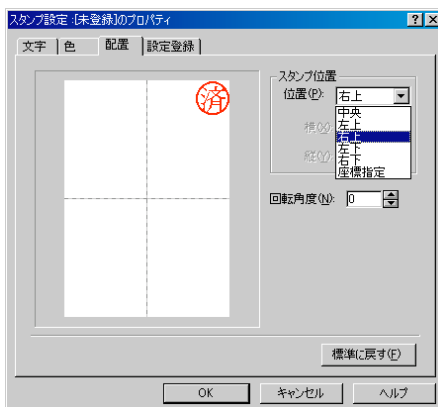 スタンプ設定 :[未登録]のプロパティ
文字 色 配置 設定登録
済
スタンプ位置
位置(P): 右上
中央
左上
右上
左下
右下
座標指定
回転角度(N): 0
標準に戻す(F)
OK キャンセル ヘルプ